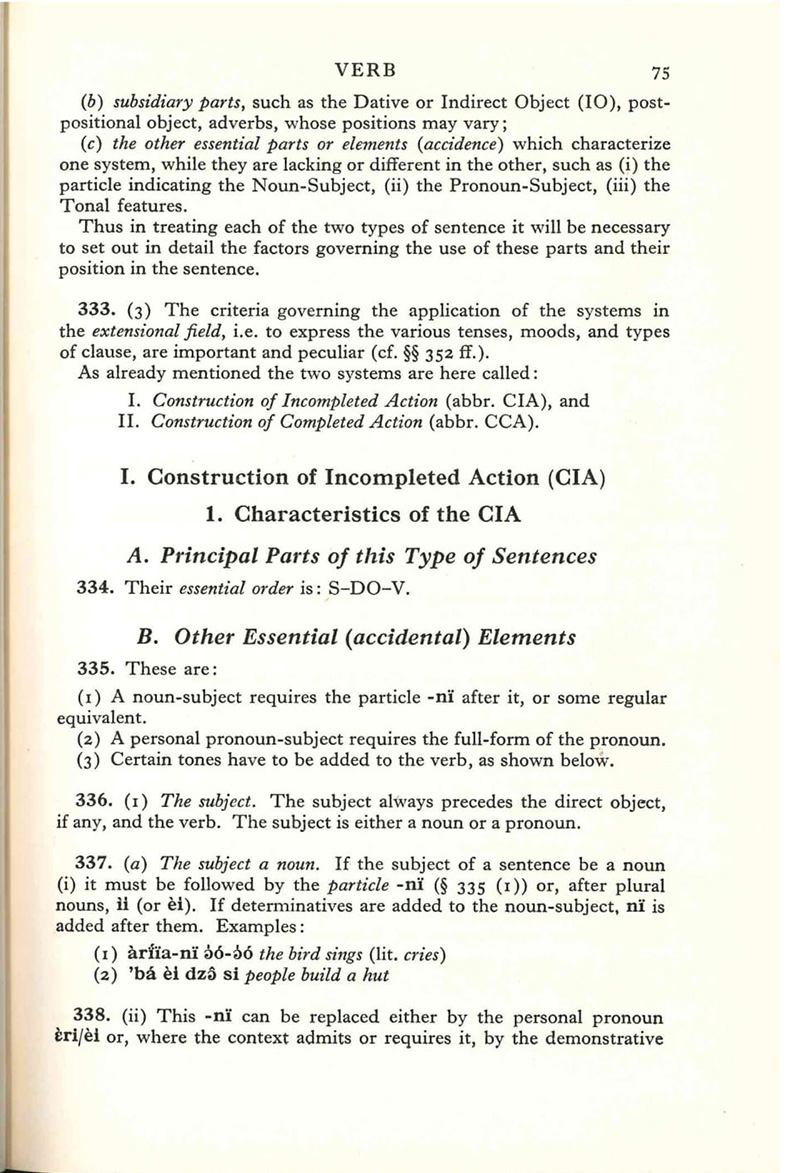 VERB 75
(b) subsidiary parts, such as the Dative or Indirect Object (IO), post-
positional object, adverbs, whose positions may vary;
(c) the other essential parts or elements (accidence) which characterize
one system, while they are lacking or different in the other, such as (i) the
particle indicating the Noun-Subject, (ii) the Pronoun-Subject, (iii) the
Tonal features.
Thus in treating each of the two types of sentence it will be necessary
to set out in detail the factors governing the use of these parts and their
position in the sentence.
333. (3) The criteria governing the application of the systems in
the extensional field, i.e. to express the various tenses, moods, and types
of clause, are important and peculiar (cf. §§ 352 ff.).
As already mentioned the two systems are here called:
I. Construction of Incompleted Action (abbr. CIA), and
II. Construction of Completed Action (abbr. CCA).
I. Construction of Incompleted Action (CIA)
1. Characteristics of the CIA
A. Principal Parts of this Type of Sentences
334. Their essential order is: S–DO–V.
B. Other Essential (accidental) Elements
335. These are:
(1) A noun-subject requires the particle -nï after it, or some regular
equivalent.
(2) A personal pronoun-subject requires the full-form of the pronoun.
(3) Certain tones have to be added to the verb, as shown below.
336. (1) The subject. The subject always precedes the direct object,
if any, and the verb. The subject is either a noun or a pronoun.
337. (a) The subject a noun. If the subject of a sentence be a noun
(i) it must be followed by the particle -nï (§ 335 (1)) or, after plural
nouns, ìi (or èi). If determinatives are added to the noun-subject, nï is
added after them. Examples:
(1) àrı̈́ïa-nï ɔ̀ó-ɔ̀ó the bird sings (lit. cries)
(2) ’bá èi dzɔ̂ si people build a hut
338. (ii) This -nï can be replaced either by the personal pronoun
ɛ̀ri/èi or, where the context admits or requires it, by the demonstrative